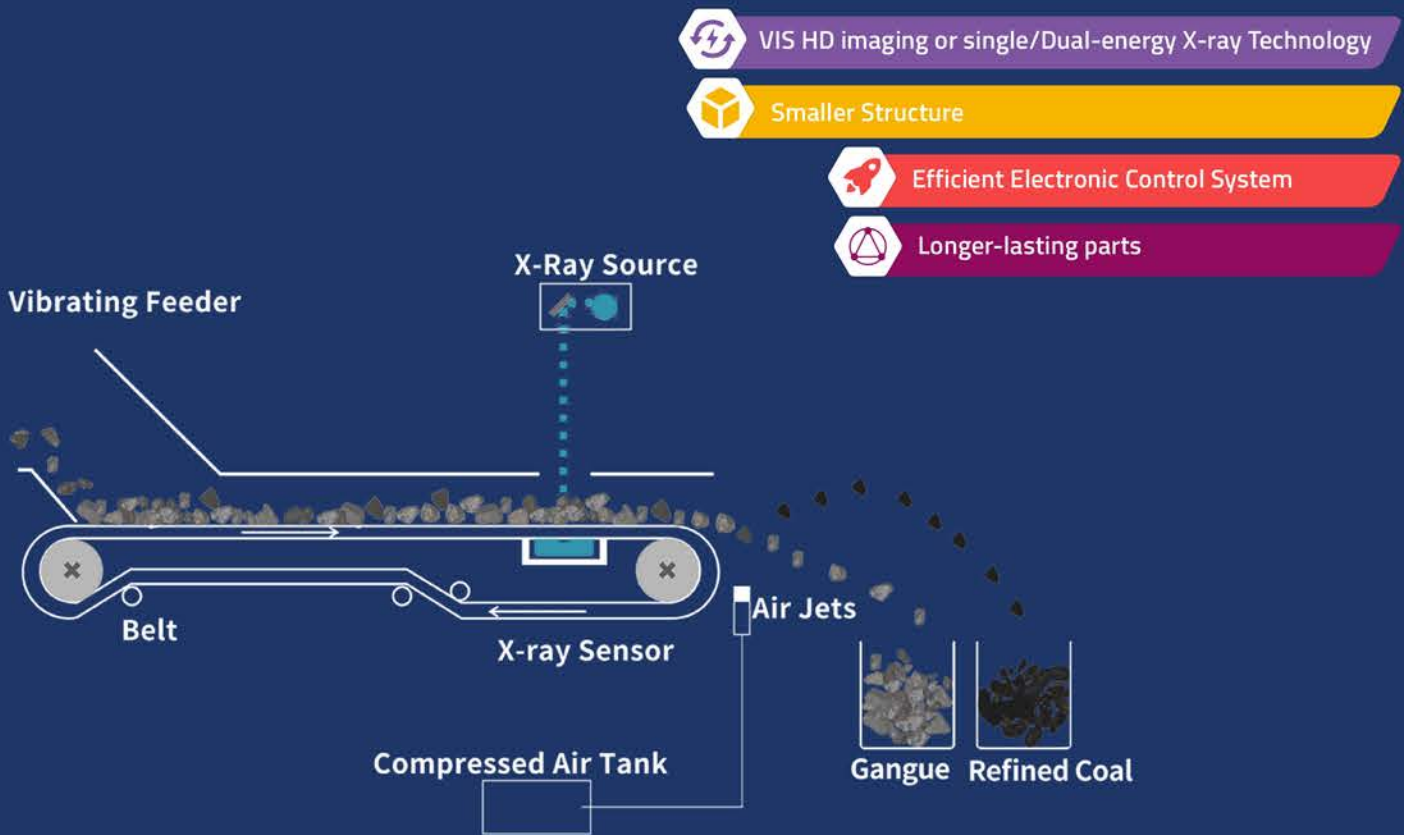 VIS HD imaging or single/Dual-energy X-ray Technology
Smaller Structure
Efficient Electronic Control System
Longer-lasting parts
X-Ray Source
Vibrating Feeder
Air Jets
Belt
X-ray Sensor
Compressed Air Tank
Gangue
Refined Coal